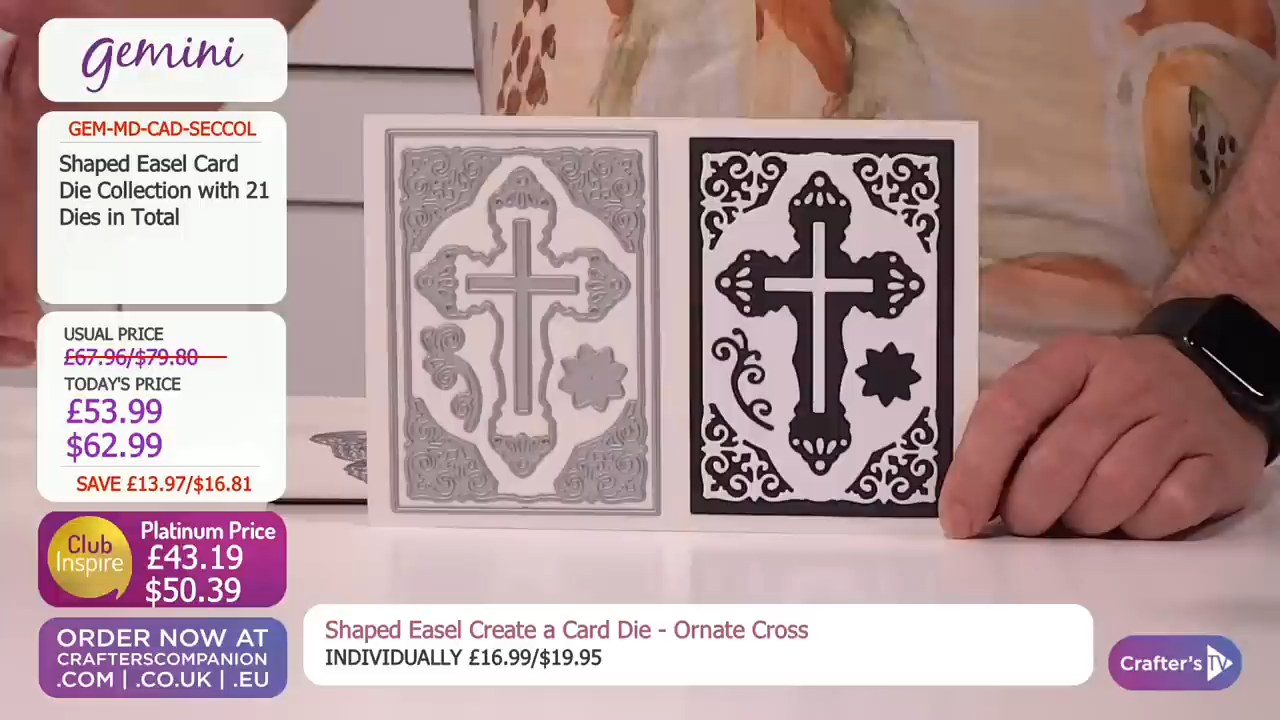 gemini
GEM-MD-CAD-SECCOL
Shaped Easel Card
Die Collection with 21
Dies in Total
USUAL PRICE
£67.96/$79.80
TODAY'S PRICE
£53.99
$62.99
SAVE £13.97/$16.81
Club
Inspire
Platinum Price
£43.19
$50.39
ORDER NOW AT
CRAFTERSCOMPANION
.COM | .CO.UK | .EU
Shaped Easel Create a Card Die - Ornate Cross
INDIVIDUALLY £16.99/$19.95
Crafter's TV